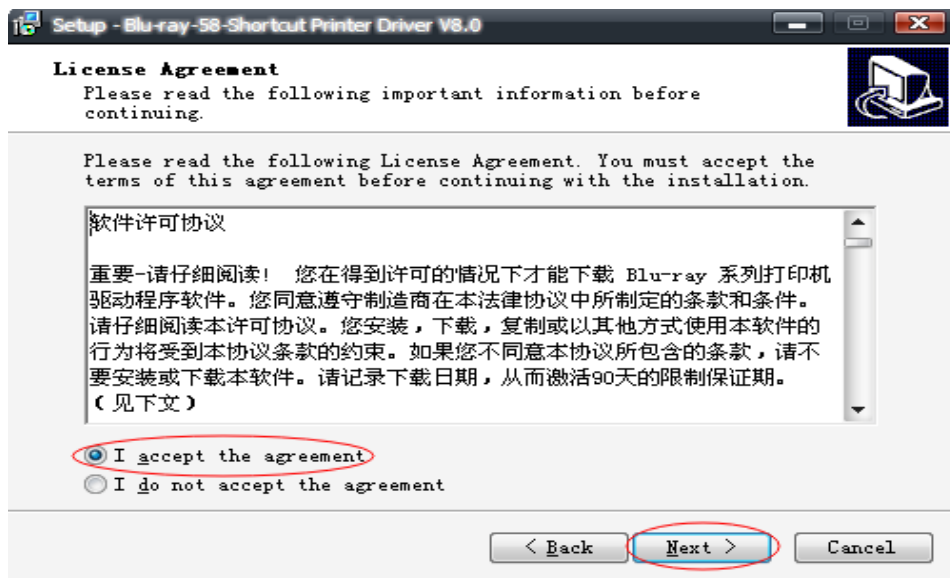 Setup - Blu-ray-58-Shortcut Printer Driver V8.0
License Agreement
Please read the following important information before
continuing.
Please read the following License Agreement. You must accept the
terms of this agreement before continuing with the installation.
软件许可协议
重要-请仔细阅读! 您在得到许可的情况下才能下载 Blu-ray 系列打印机
驱动程序软件。您同意遵守制造商在本法律协议中所制定的条款和条件。
请仔细阅读本许可协议。您安装,下载,复制或以其他方式使用本软件的
行为将受到本协议条款的约束。如果您不同意本协议所包含的条款,请不
要安装或下载本软件。请记录下载日期,从而激活90天的限制保证期。
(见下文)
I accept the agreement
I do not accept the agreement
< Back
Next >
Cancel